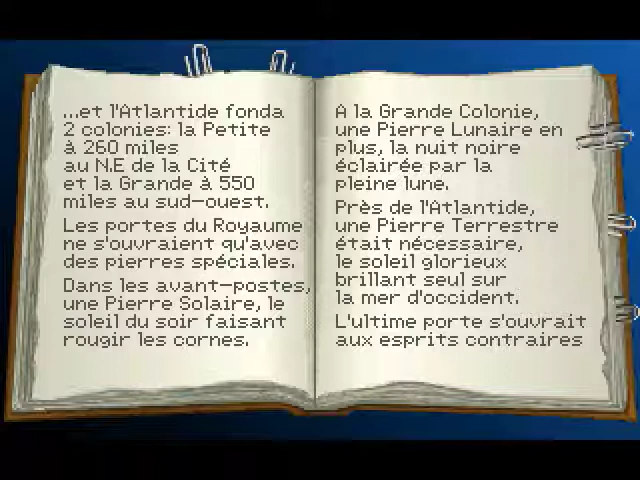 ...et l'Atlantide fonda
2 colonies: la Petite
à 260 miles
au N.E de la Cité
et la Grande à 550
miles au sud-ouest.
Les portes du Royaume
ne s'ouvraient qu'avec
des pierres spéciales.
Dans les avant-postes,
une Pierre Solaire, le
soleil du soir faisant
rougir les cornes.
A la Grande Colonie,
une Pierre Lunaire en
plus, la nuit noire
éclairée par la
pleine lune.
Près de l'Atlantide,
une Pierre Terrestre
était nécessaire,
le soleil glorieux
brillant seul sur
la mer d'occident.
L'ultime porte s'ouvrait
aux esprits contraires